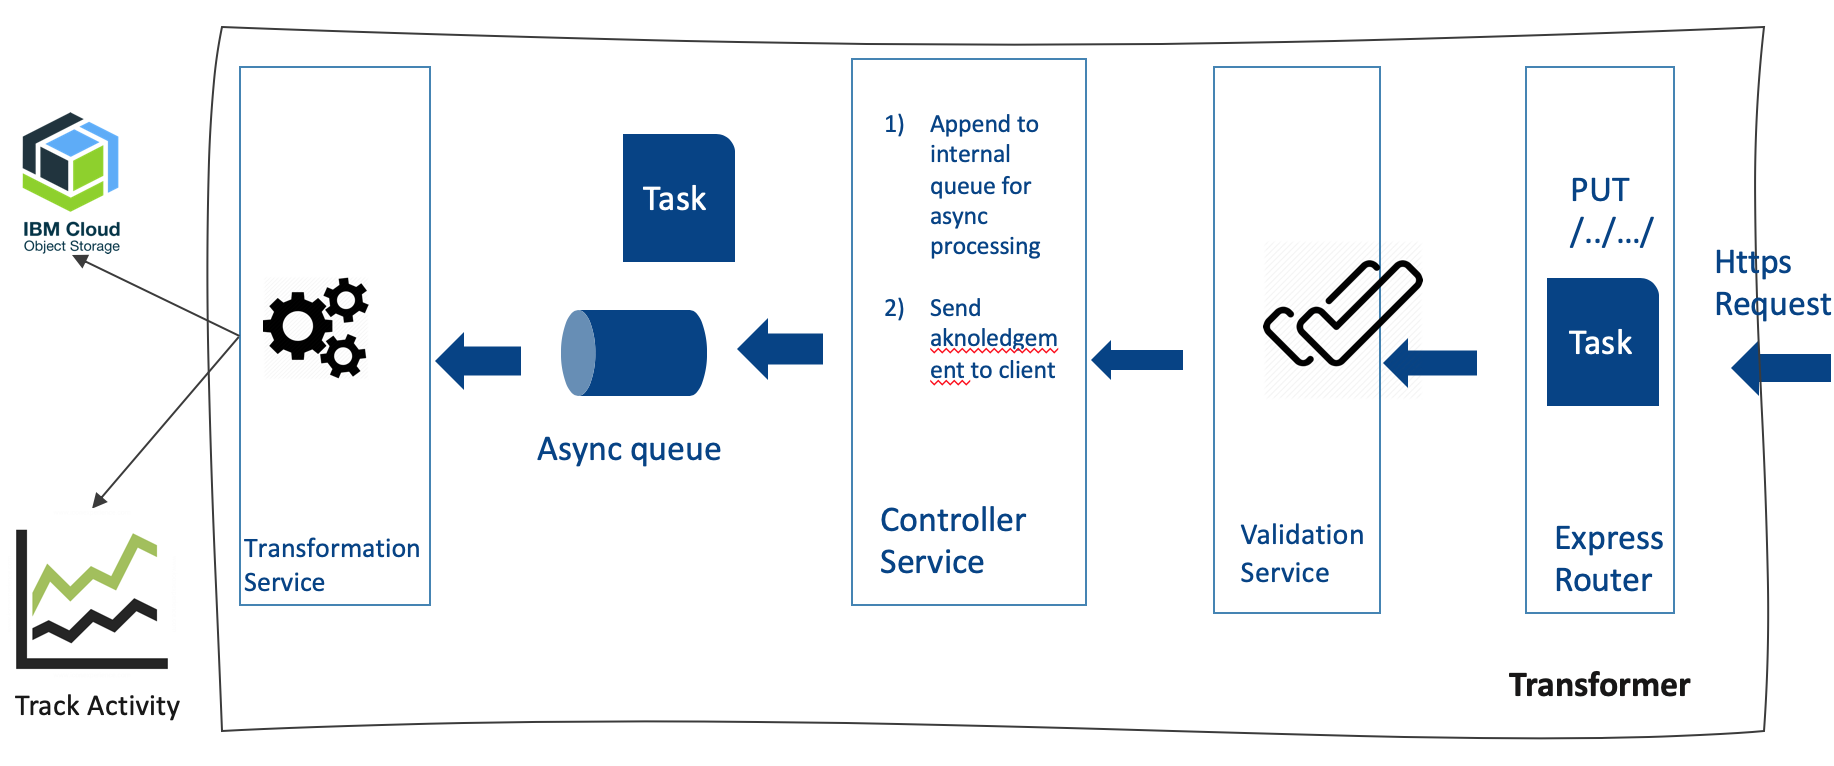 IBM Cloud
Object Storage
Track Activity
Transformation
Service
Task
Async queue
1) Append to
internal
queue for
async
processing
2) Send
aknoledgem
ent to client
Controller
Service
Validation
Service
PUT
/../.../
Task
Express
Router
Https
Request
Transformer